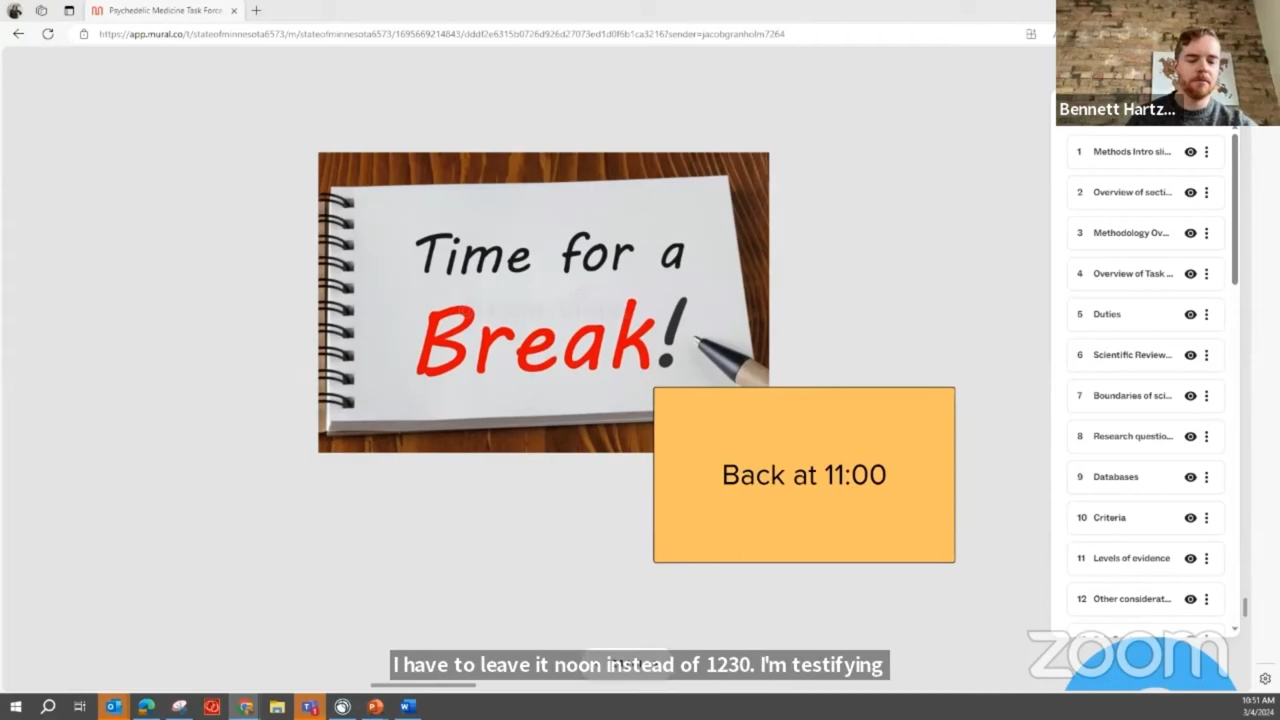 Psychedelic Medicine Task Force
https://app.mural.co/t/stateofminnesota6573/m/stateofminnesota6573/1695669214843/dddf2e6315b0726d926d27073ed1d0f6b1ca3216?sender=jacobgranholm7264
Bennett Hartz...
Time for a
Break!
Back at 11:00
1 Methods Intro sli...
2 Overview of secti...
3 Methodology Ov...
4 Overview of Task ...
5 Duties
6 Scientific Review...
7 Boundaries of sci...
8 Research questio...
9 Databases
10 Criteria
11 Levels of evidence
12 Other considerat...
zoom
I have to leave it noon instead of 1230. I'm testifying
10:51 AM
3/4/2024